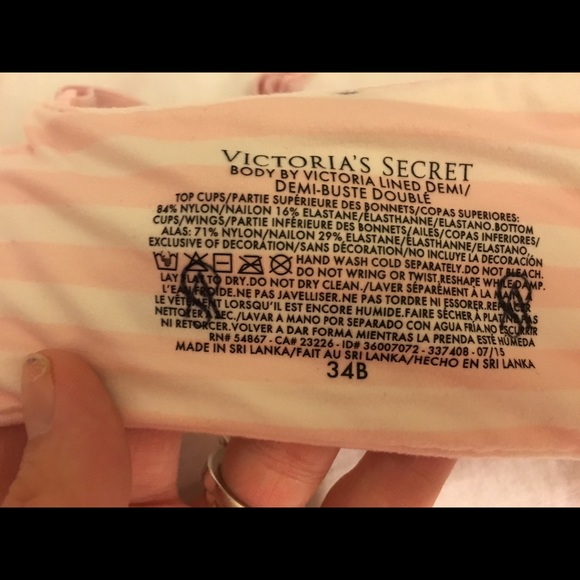 VICTORIA'S SECRET
BODY BY VICTORIA LINED DEMI/
DEMI-BUSTE DOUBLÉ
TOP CUPS/PARTIE SUPÉRIEURE DES BONNETS/COPAS SUPERIORES:
84% NYLON/NAILON 16% ELASTANE/ÉLASTHANNE/ELASTANO. BOTTOM
CUPS/WINGS/PARTIE INFÉRIEURE DES BONNETS/AILES/COPAS INFERIORES/
ALAS: 71% NYLON/NAILON 29% ELASTANE/ÉLASTHANNE/ELASTANO,
EXCLUSIVE OF DECORATION/SANS DÉCORATION/NO INCLUYE LA DECORACIÓN
HAND WASH COLD SEPARATELY. DO NOT BLEACH.
LAY FLAT TO DRY. DO NOT DRY CLEAN. DO NOT WRING OR TWIST. RESHAPE WHILE DAMP.
/LAVER SÉPARÉMENT À LA MAIN
L'EAU FROIDE. NE PAS JAVELLISER. NE PAS TORDRE NI ESSORER. REFORMER
LE VÊTEMENT LORSQU'IL EST ENCORE HUMIDE. FAIRE SÉCHER À PLAT. NE PAS
NETTOYER À SEC./LAVAR A MANO POR SEPARADO CON AGUA FRÍA. NO ESCURRIR
NI RETORCER. VOLVER A DAR FORMA MIENTRAS LA PRENDA ESTÉ HÚMEDA
RN# 54867 - CA# 23226 - ID# 36007072 - 337408 - 07/15
MADE IN SRI LANKA/FAIT AU SRI LANKA/HECHO EN SRI LANKA
34B